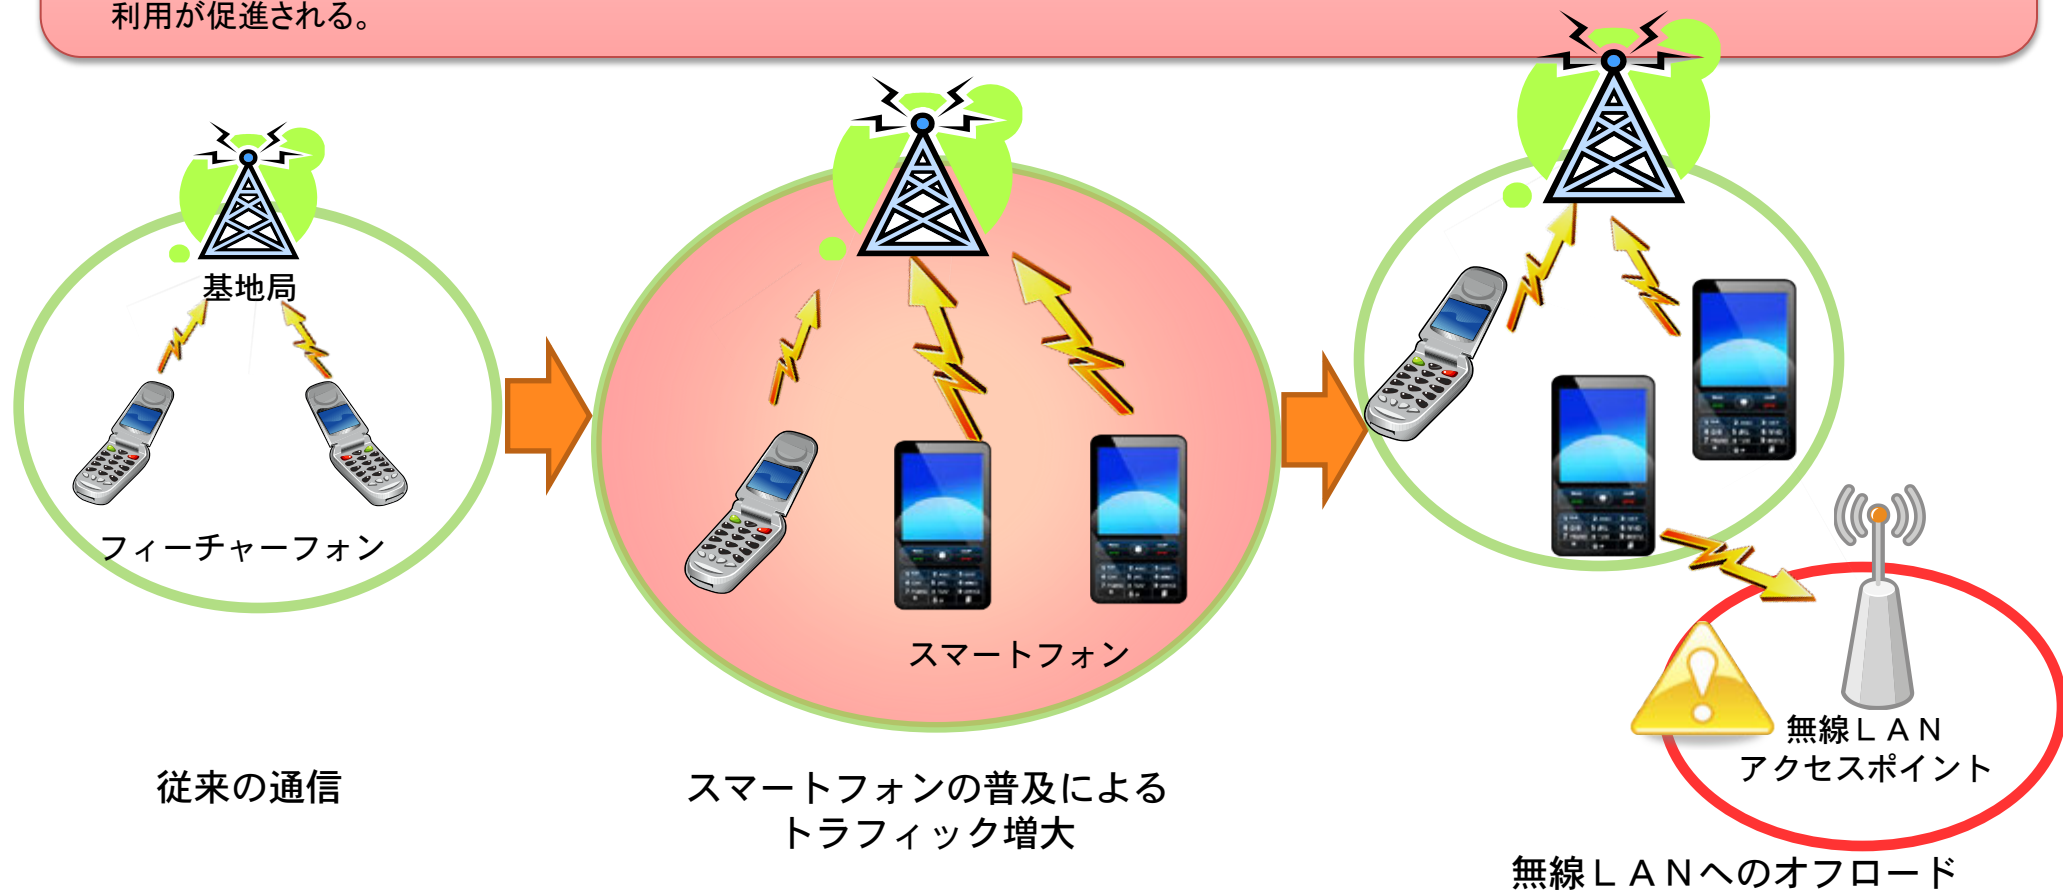 利用が促進される。
基地局
フィーチャーフォン
従来の通信
スマートフォン
スマートフォンの普及による
トラフィック増大
無線ＬＡＮ
アクセスポイント
無線ＬＡＮへのオフロード